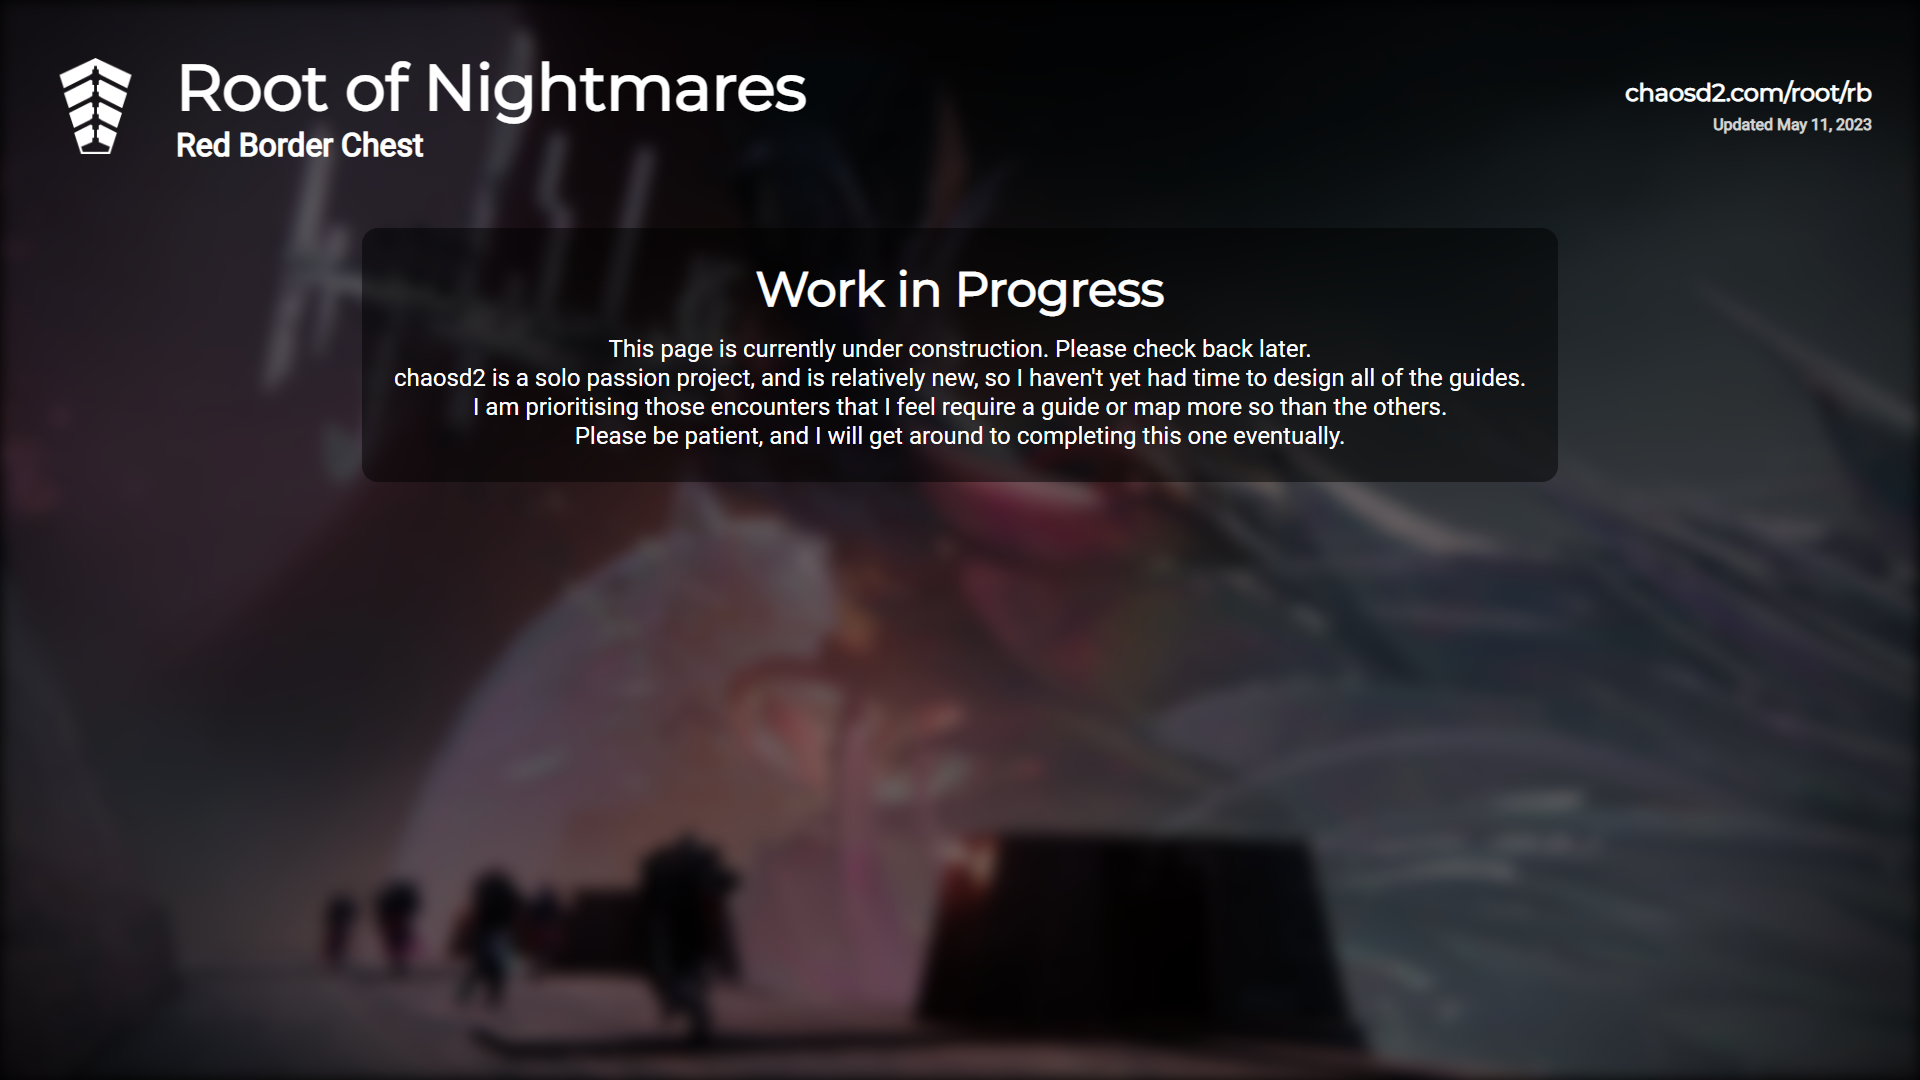 Root of Nightmares
Red Border Chest
chaosd2.com/root/rb
Updated May 11, 2023
Work in Progress
This page is currently under construction. Please check back later.
chaosd2 is a solo passion project, and is relatively new, so I haven't yet had time to design all of the guides.
I am prioritising those encounters that I feel require a guide or map more so than the others.
Please be patient, and I will get around to completing this one eventually.